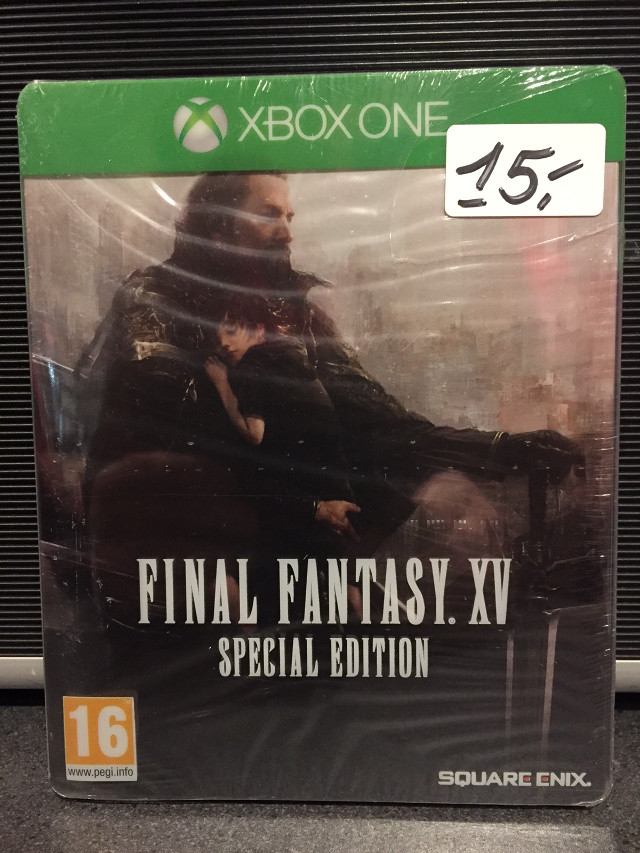 XBOX ONE
15,-
FINAL FANTASY. XV
SPECIAL EDITION
16
www.pegi.info
SQUARE ENIX.